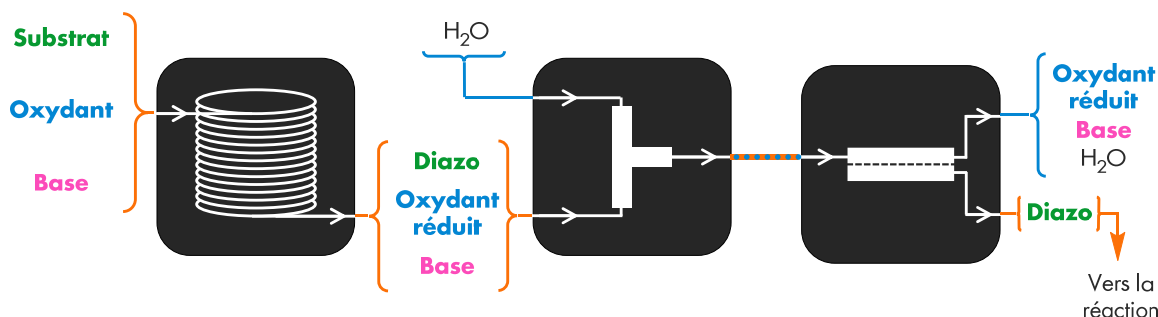 Substrat
Oxydant
Base
Diazo
Oxydant
réduit
Base
H₂O
Oxydant
réduit
Base
H₂O
Diazo
Vers la
réaction